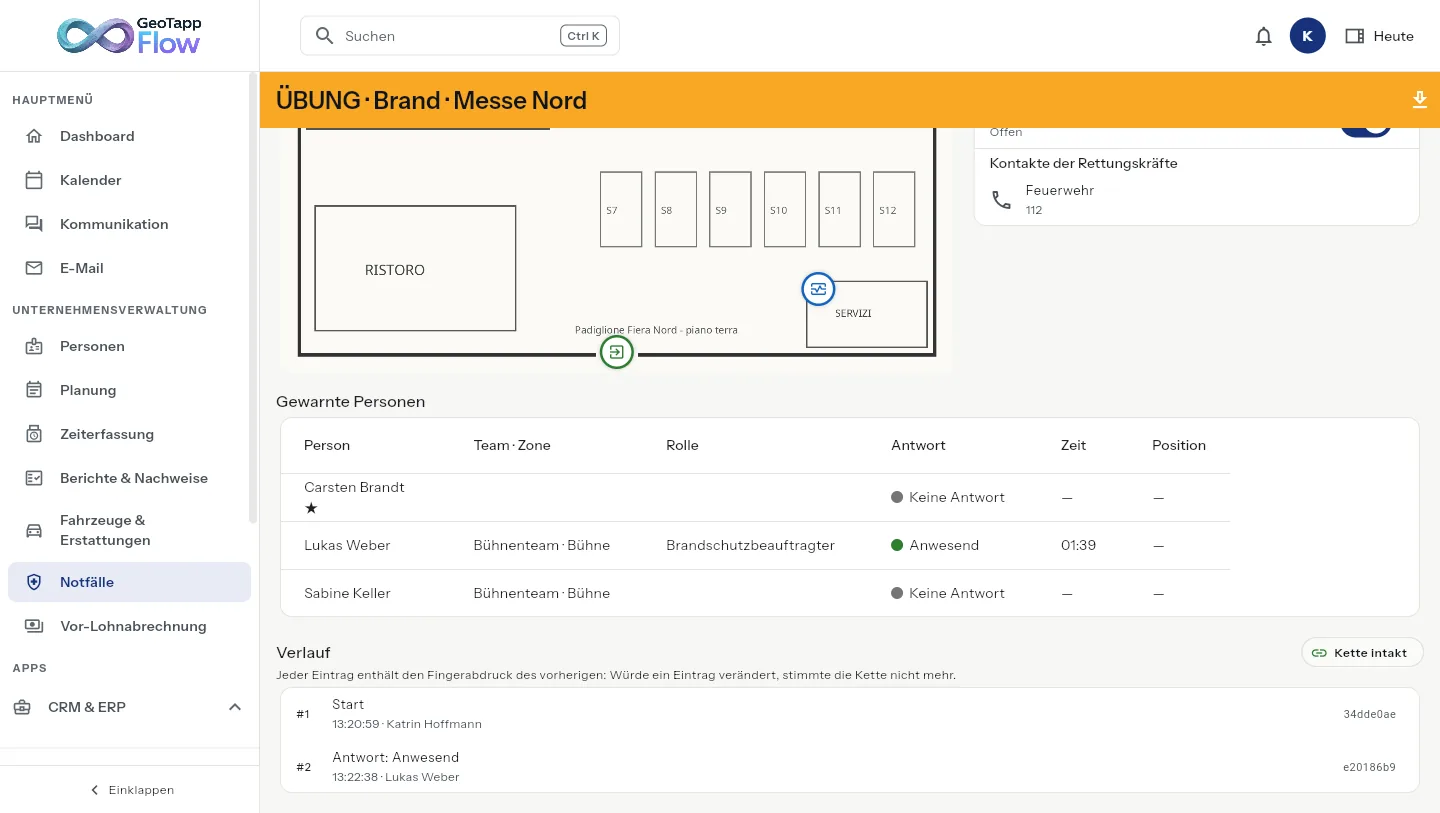 GeoTapp
Flow
Suchen
Ctrl K
K
Heute
HAUPTMENÜ
Dashboard
Kalender
Kommunikation
E-Mail
UNTERNEHMENSVERWALTUNG
Personen
Planung
Zeiterfassung
Berichte & Nachweise
Fahrzeuge &
Erstattungen
Notfälle
Vor-Lohnabrechnung
APPS
CRM & ERP
Einklappen
ÜBUNG · Brand · Messe Nord
Offen
Kontakte der Rettungskräfte
Feuerwehr
112
S7
S8
S9
S10
S11
S12
RISTORO
SERVIZI
Padiglione Fiera Nord - piano terra
Gewarnte Personen
Person Team · Zone Rolle Antwort Zeit Position
Carsten Brandt
★ Keine Antwort — —
Lukas Weber Bühnenteam · Bühne Brandschutzbeauftragter Anwesend 01:39 —
Sabine Keller Bühnenteam · Bühne Keine Antwort — —
Verlauf
Kette intakt
Jeder Eintrag enthält den Fingerabdruck des vorherigen: Würde ein Eintrag verändert, stimmte die Kette nicht mehr.
#1
Start
13:20:59 · Katrin Hoffmann
34dde0ae
#2
Antwort: Anwesend
13:22:38 · Lukas Weber
e20186b9